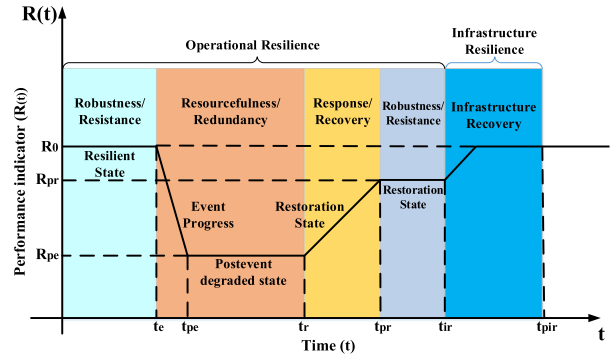 R(t)
Operational Resilience
Infrastructure
Resilience
Robustness/
Resistance
Resourcefulness/
Redundancy
Response/
Recovery
Robustness/
Resistance
Infrastructure
Recovery
Performance indicator (R(t))
R0
Rpr
Rpe
Resilient
State
Event
Progress
Restoration
State
Restoration
State
Postevent
degraded state
te
tpe
tr
tpr
tir
tpir
t
Time (t)